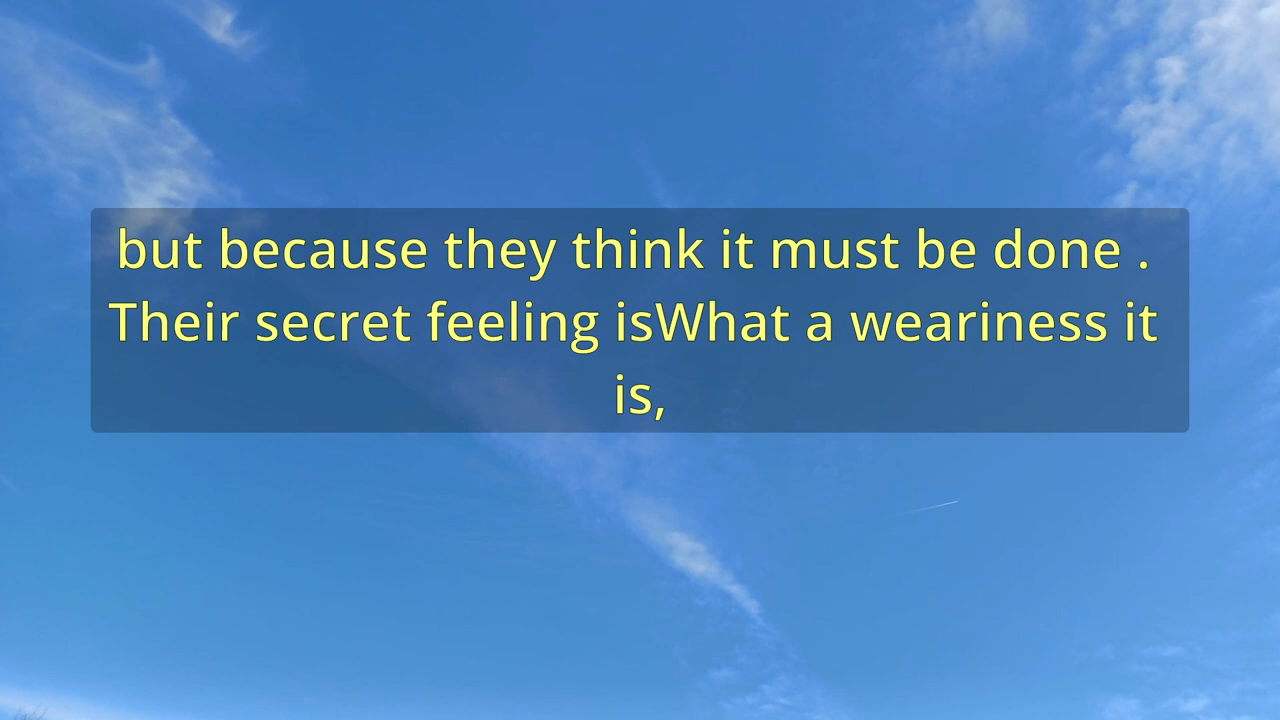 but because they think it must be done .
Their secret feeling isWhat a weariness it
is,